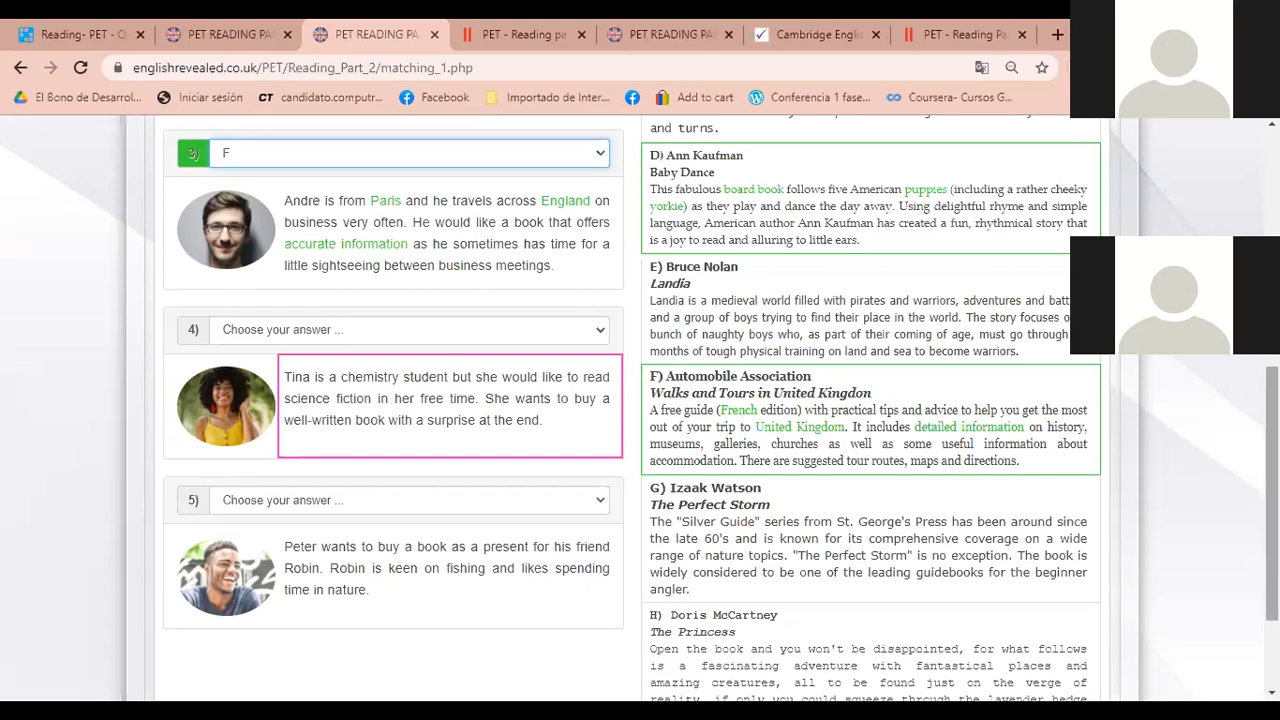 Reading- PET - Q
PET READING PA
PET READING PA
PET - Reading pa
PET READING PA
Cambridge Engli
PET - Reading Pa
englishrevealed.co.uk/PET/Reading_Part_2/matching_1.php
El Bono de Desarrol...
Iniciar sesión
candidato.computr...
Facebook
Importado de Inter...
Add to cart
Conferencia 1 fase...
Coursera- Cursos G...
3)
F
Andre is from Paris and he travels across England on
business very often. He would like a book that offers
accurate information as he sometimes has time for a
little sightseeing between business meetings.
4)
Choose your answer ...
Tina is a chemistry student but she would like to read
science fiction in her free time. She wants to buy a
well-written book with a surprise at the end.
5)
Choose your answer ...
Peter wants to buy a book as a present for his friend
Robin. Robin is keen on fishing and likes spending
time in nature.
and turns.
D) Ann Kaufman
Baby Dance
This fabulous board book follows five American puppies (including a rather cheeky
yorkie) as they play and dance the day away. Using delightful rhyme and simple
language, American author Ann Kaufman has created a fun, rhythmical story that
is a joy to read and alluring to little ears.
E) Bruce Nolan
Landia
Landia is a medieval world filled with pirates and warriors, adventures and batt
and a group of boys trying to find their place in the world. The story focuses o
bunch of naughty boys who, as part of their coming of age, must go through
months of tough physical training on land and sea to become warriors.
F) Automobile Association
Walks and Tours in United Kingdon
A free guide (French edition) with practical tips and advice to help you get the most
out of your trip to United Kingdom. It includes detailed information on history,
museums, galleries, churches as well as some useful information about
accommodation. There are suggested tour routes, maps and directions.
G) Izaak Watson
The Perfect Storm
The "Silver Guide" series from St. George's Press has been around since
the late 60's and is known for its comprehensive coverage on a wide
range of nature topics. "The Perfect Storm" is no exception. The book is
widely considered to be one of the leading guidebooks for the beginner
angler.
H) Doris McCartney
The Princess
Open the book and you won't be disappointed, for what follows
is a fascinating adventure with fantastical places and
amazing creatures, all to be found just on the verge of
reality, if only you could squeeze through the lavender hedge